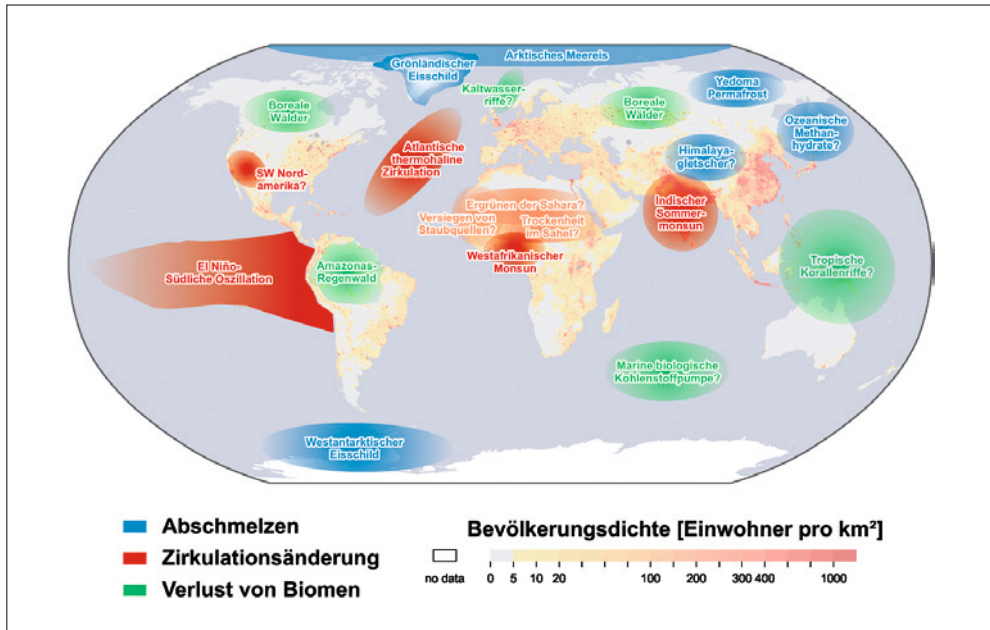 Arktisches Meereis
Grönländischer
Eisschild
Kaltwasser-
riffe?
Yedoma
Permafrost
Boreale
Wälder
Boreale
Wälder
Ozeanische
Methan-
hydrate?
Atlantische
thermohaline
Zirkulation
Himalaya-
gletscher?
SW Nord-
amerika?
Ergrünen der Sahara?
Versiegen von
Staubquellen?
Trockenheit
im Sahel?
Indischer
Sommer-
monsun
Westafrikanischer
Monsun
El Niño-
Südliche Oszillation
Amazonas-
Regenwald
Tropische
Korallenriffe?
Marine biologische
Kohlenstoffpumpe?
Westantarktischer
Eisschild
Abschmelzen
Zirkulationsänderung
Verlust von Biomen
Bevölkerungsdichte [Einwohner pro km²]
no data
0 5 10 20 100 200 300 400 1000